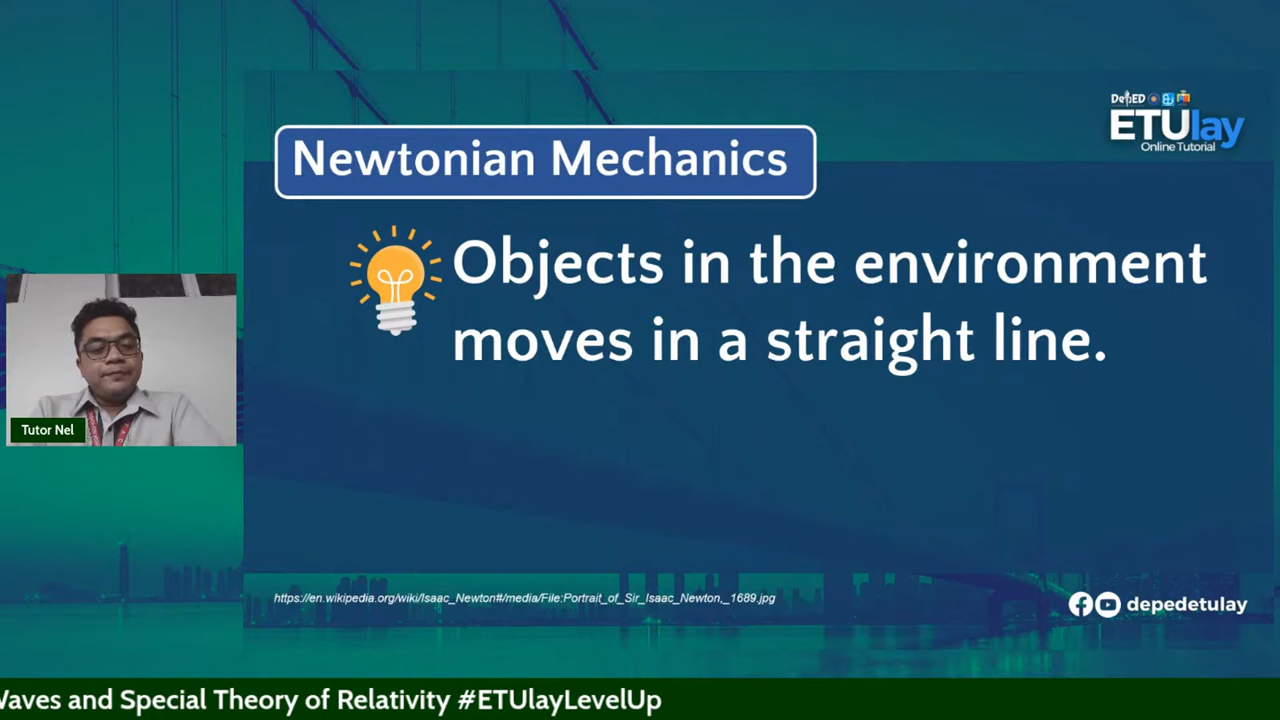 DepED
ETUlay
Online Tutorial
Newtonian Mechanics
Objects in the environment
moves in a straight line.
Tutor Nel
https://en.wikipedia.org/wiki/Isaac_Newton#/media/File:Portrait_of_Sir_Isaac_Newton,_1689.jpg
depedetulay
Waves and Special Theory of Relativity #ETUlayLevelUp